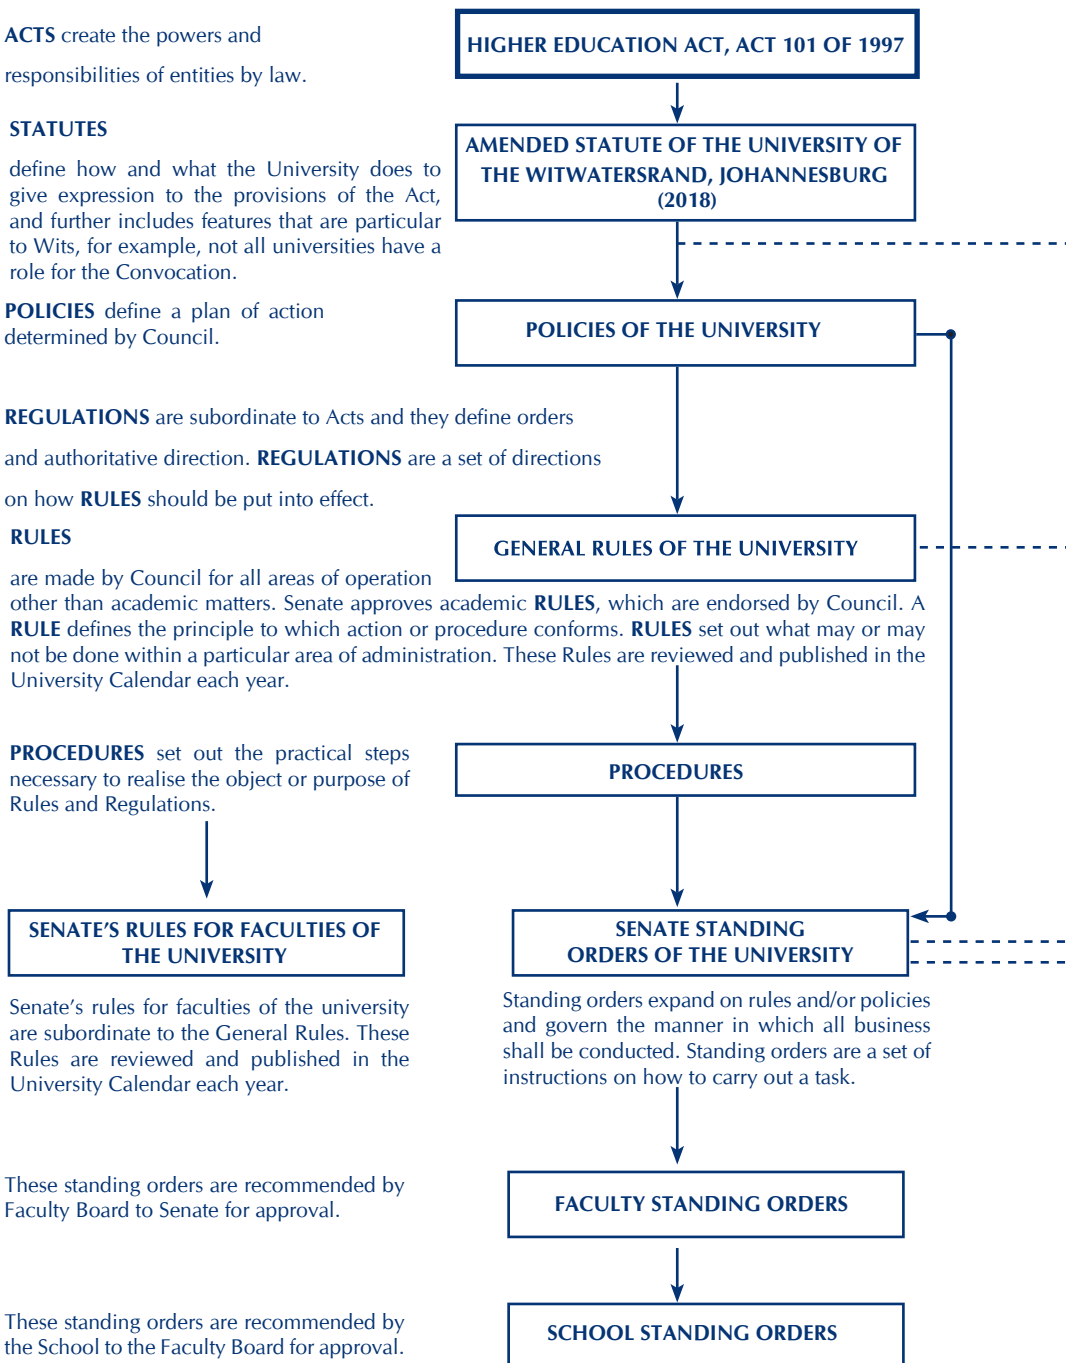 ACTS create the powers and
responsibilities of entities by law.
HIGHER EDUCATION ACT, ACT 101 OF 1997
STATUTES
define how and what the University does to
give expression to the provisions of the Act,
and further includes features that are particular
to Wits, for example, not all universities have a
role for the Convocation.
AMENDED STATUTE OF THE UNIVERSITY OF
THE WITWATERSRAND, JOHANNESBURG
(2018)
POLICIES define a plan of action
determined by Council.
POLICIES OF THE UNIVERSITY
REGULATIONS are subordinate to Acts and they define orders
and authoritative direction. REGULATIONS are a set of directions
on how RULES should be put into effect.
GENERAL RULES OF THE UNIVERSITY
RULES
are made by Council for all areas of operation
other than academic matters. Senate approves academic RULES, which are endorsed by Council. A
RULE defines the principle to which action or procedure conforms. RULES set out what may or may
not be done within a particular area of administration. These Rules are reviewed and published in the
University Calendar each year.
PROCEDURES set out the practical steps
necessary to realise the object or purpose of
Rules and Regulations.
PROCEDURES
SENATE'S RULES FOR FACULTIES OF
THE UNIVERSITY
SENATE STANDING
ORDERS OF THE UNIVERSITY
Senate's rules for faculties of the university
are subordinate to the General Rules. These
Rules are reviewed and published in the
University Calendar each year.
Standing orders expand on rules and/or policies
and govern the manner in which all business
shall be conducted. Standing orders are a set of
instructions on how to carry out a task.
These standing orders are recommended by
Faculty Board to Senate for approval.
FACULTY STANDING ORDERS
These standing orders are recommended by
the School to the Faculty Board for approval.
SCHOOL STANDING ORDERS